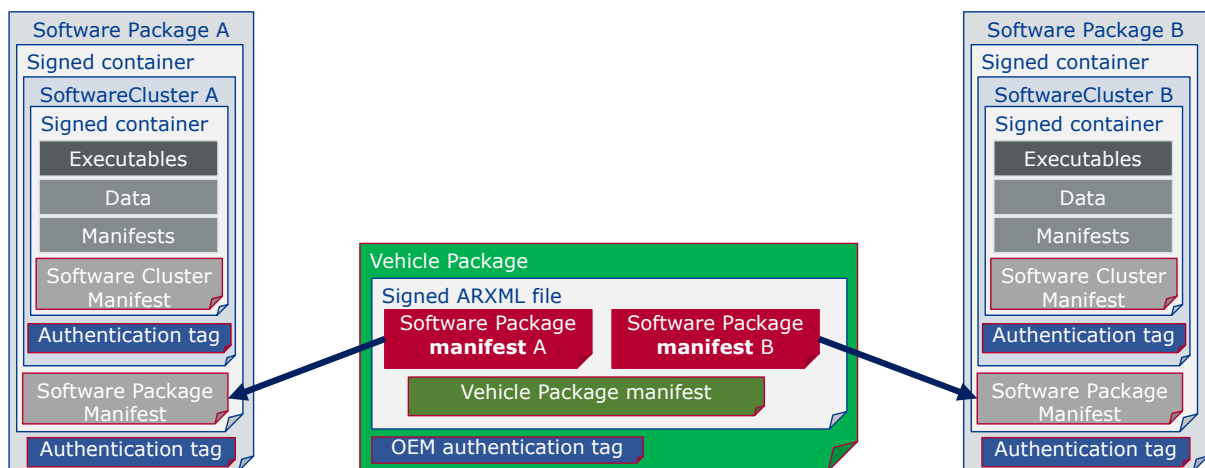 Software Package A
Signed container
SoftwareCluster A
Signed container
Executables
Data
Manifests
Software Cluster
Manifest
Authentication tag
Software Package
Manifest
Authentication tag
Vehicle Package
Signed ARXML file
Software Package
manifest A
Software Package
manifest B
Vehicle Package manifest
OEM authentication tag
Software Package B
Signed container
SoftwareCluster B
Signed container
Executables
Data
Manifests
Software Cluster
Manifest
Authentication tag
Software Package
Manifest
Authentication tag